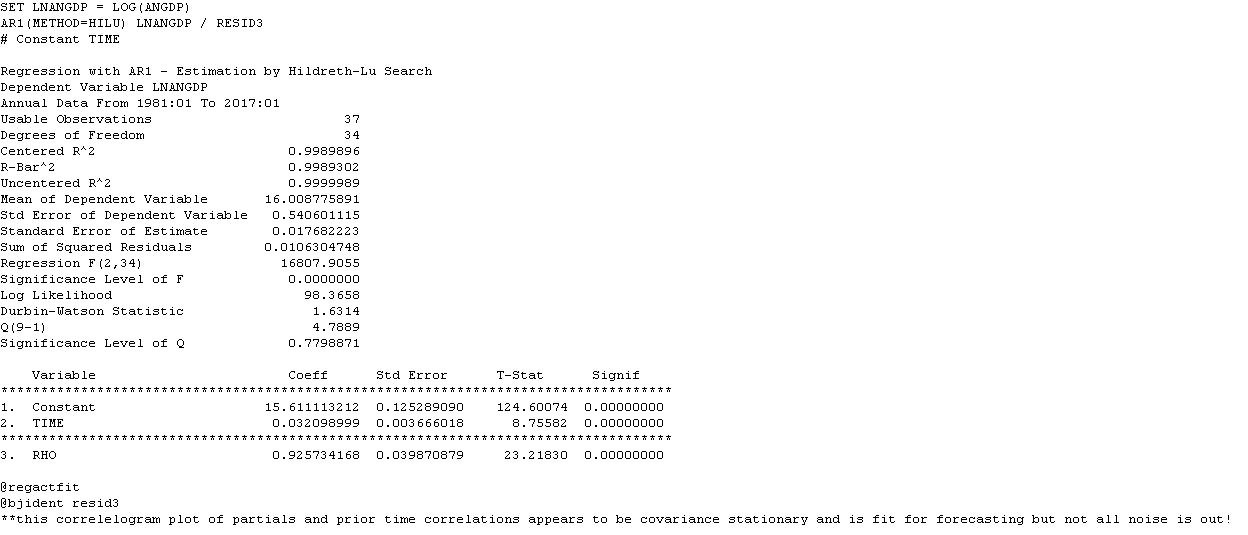 SET LNANGDP = LOG(ANGDP)
AR1(METHOD=HILU) LNANGDP / RESID3
# Constant TIME
Regression with AR1 - Estimation by Hildreth-Lu Search
Dependent Variable LNANGDP
Annual Data From 1981:01 To 2017:01
Usable Observations 37
Degrees of Freedom 34
Centered R^2 0.9989896
R-Bar^2 0.9989302
Uncentered R^2 0.9999989
Mean of Dependent Variable 16.008775891
Std Error of Dependent Variable 0.540601115
Standard Error of Estimate 0.017682223
Sum of Squared Residuals 0.0106304748
Regression F(2,34) 16807.9055
Significance Level of F 0.0000000
Log Likelihood 98.3658
Durbin-Watson Statistic 1.6314
Q(9-1) 4.7889
Significance Level of Q 0.7798871
Variable Coeff Std Error T-Stat Signif
************************************************************************************
1. Constant 15.611113212 0.125289090 124.60074 0.00000000
2. TIME 0.032098999 0.003666018 8.75582 0.00000000
************************************************************************************
3. RHO 0.925734168 0.039870879 23.21830 0.00000000
@regactfit
@bjident resid3
**this correlelogram plot of partials and prior time correlations appears to be covariance stationary and is fit for forecasting but not all noise is out!